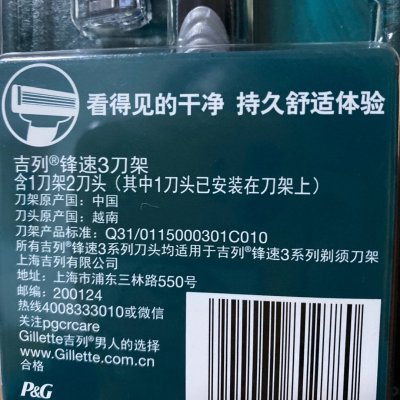 看得见的干净 持久舒适体验
吉列®锋速3刀架
含1刀架2刀头（其中1刀头已安装在刀架上）
刀架原产国：中国
刀头原产国：越南
刀架产品标准：Q31/0115000301C010
所有吉列®锋速3系列刀头均适用于吉列®锋速3系列剃须刀架
上海吉列有限公司
地址：上海市浦东三林路550号
邮编：200124
热线4008333010或微信
关注pgcrcare
Gillette吉列®男人的选择
www.Gillette.com.cn
合格
P&G